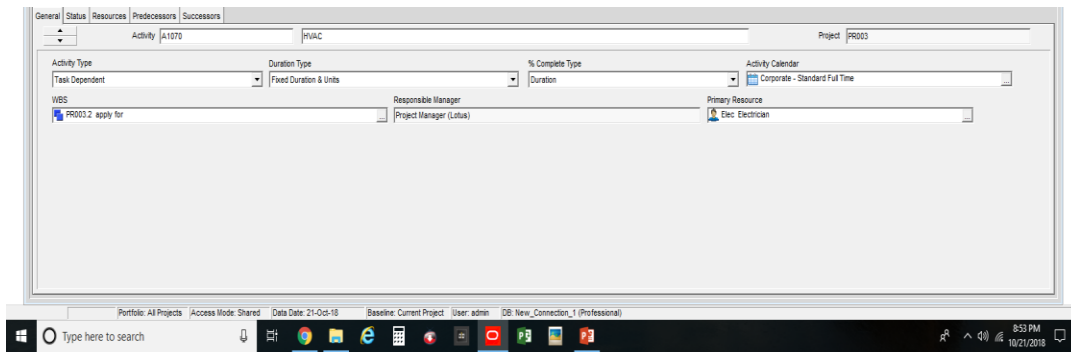 General Status Resources Predecessors Successors
Activity A1070 HVAC Project PR003
Activity Type Duration Type % Complete Type Activity Calendar
Task Dependent Fixed Duration & Units Duration Corporate - Standard Full Time ...
WBS Responsible Manager Primary Resource
PR003.2 apply for ... Project Manager (Lotus) Elec Electrician ...
Portfolio: All Projects Access Mode: Shared Data Date: 21-Oct-18 Baseline: Current Project User: admin DB: New_Connection_1 (Professional)
Type here to search 8:53 PM
10/21/2018